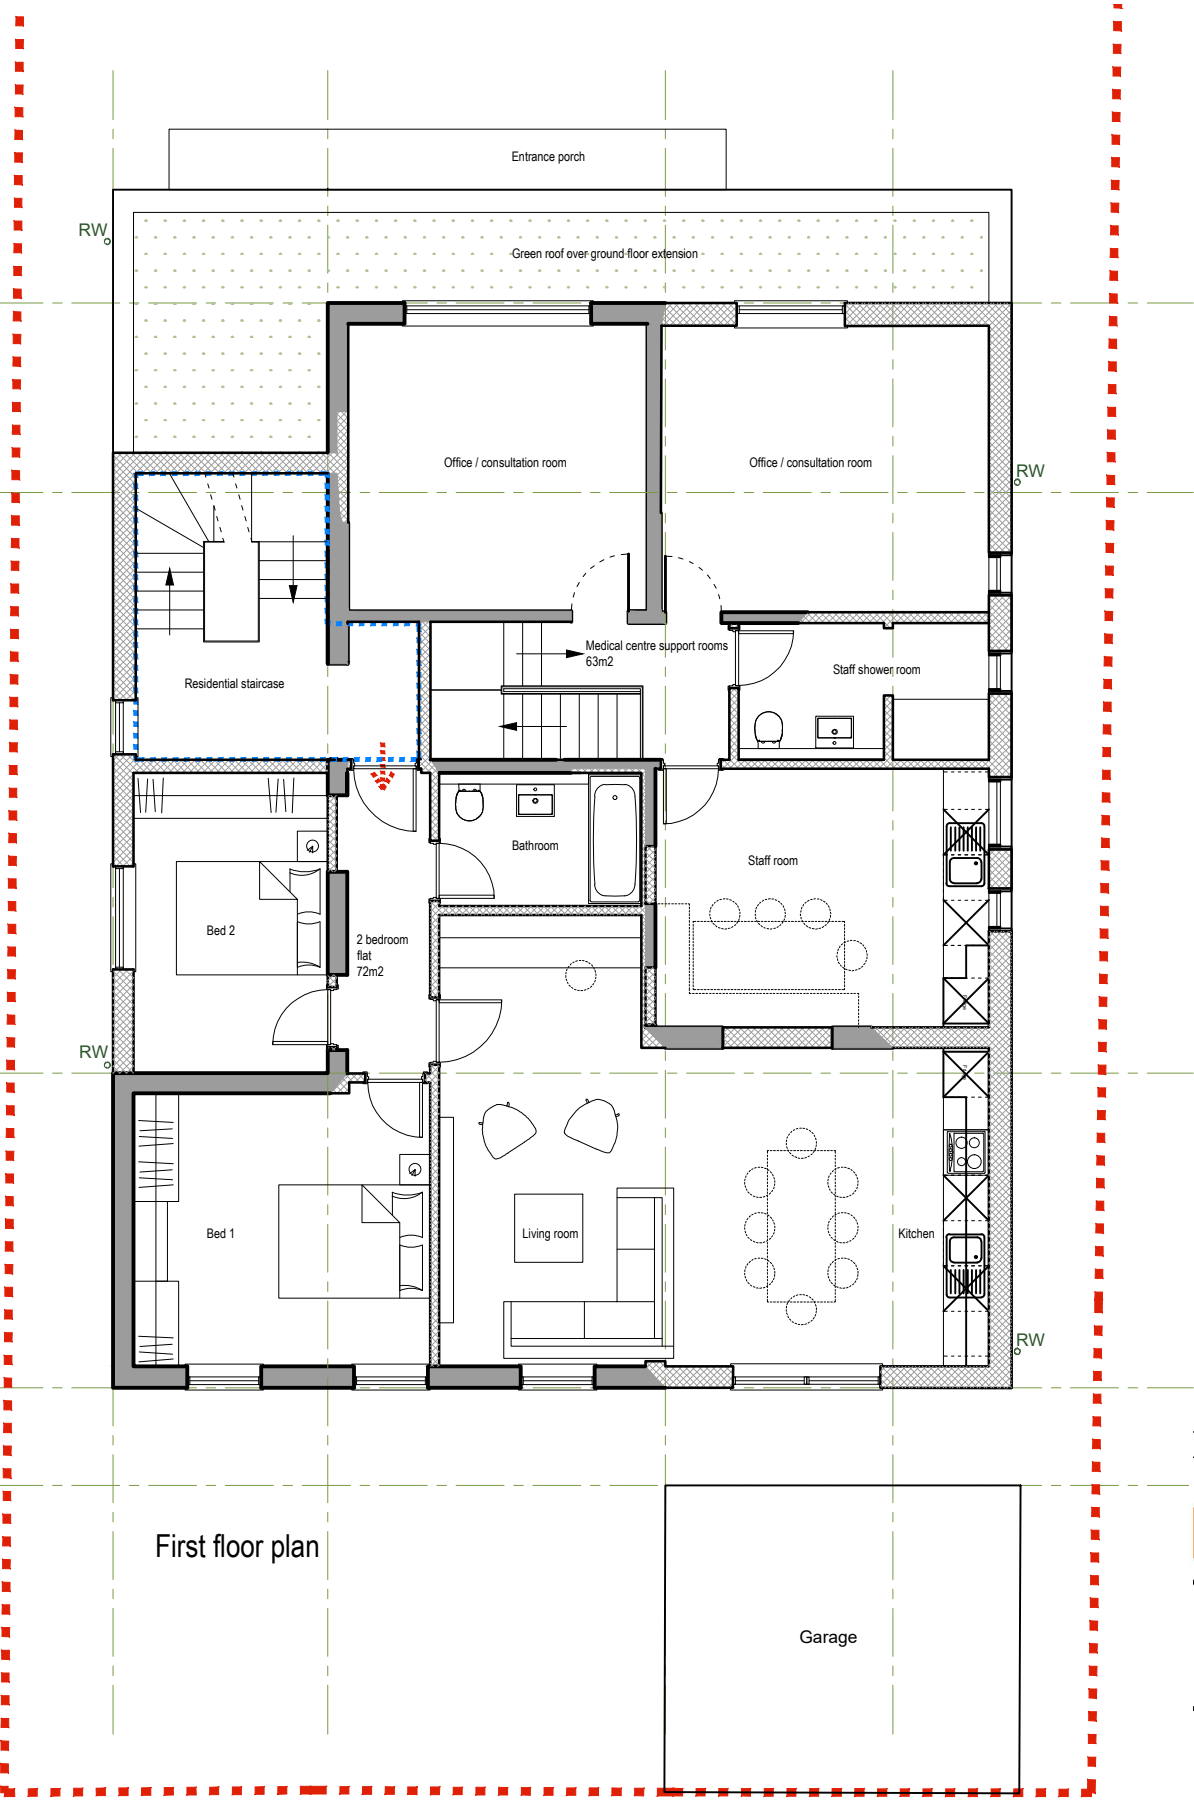 Entrance porch
RW
Green roof over ground floor extension
Office / consultation room
Office / consultation room
RW
Medical centre support rooms
63m2
Staff shower room
Residential staircase
Bathroom
Staff room
Bed 2
2 bedroom
flat
72m2
RW
Bed 1
Living room
Kitchen
RW
First floor plan
Garage